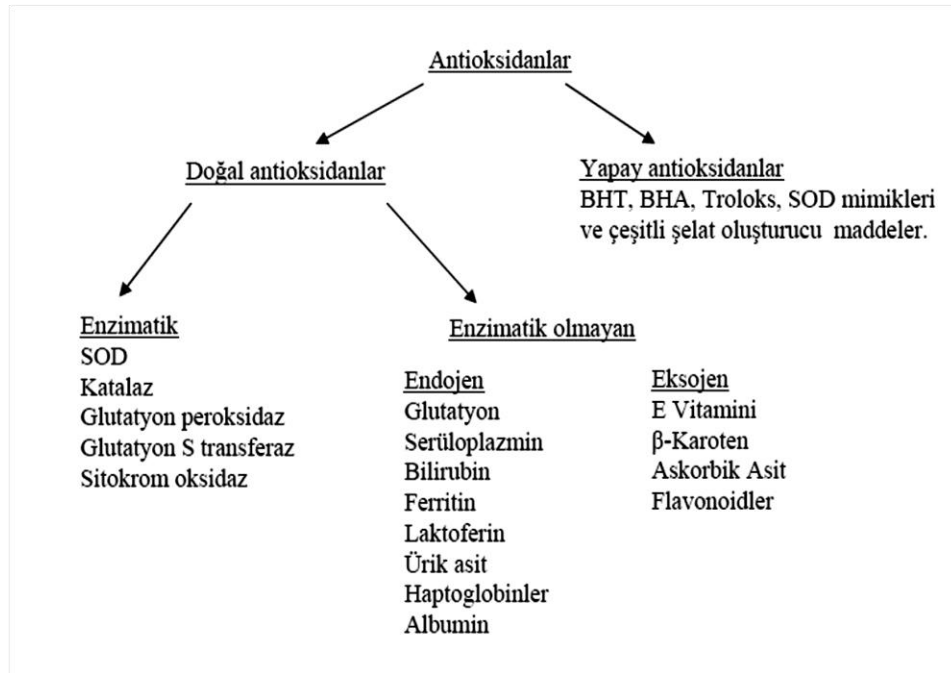 Antioksidanlar
Doğal antioksidanlar
Yapay antioksidanlar
BHT, BHA, Troloks, SOD mimikleri
ve çeşitli şelat oluşturucu maddeler.
Enzimatik
SOD
Katalaz
Glutatyon peroksidaz
Glutatyon S transferaz
Sitokrom oksidaz
Enzimatik olmayan
Endojen
Glutatyon
Serüloplazmin
Bilirubin
Ferritin
Laktoferin
Ürik asit
Haptoglobinler
Albumin
Eksojen
E Vitamini
β-Karoten
Askorbik Asit
Flavonoidler